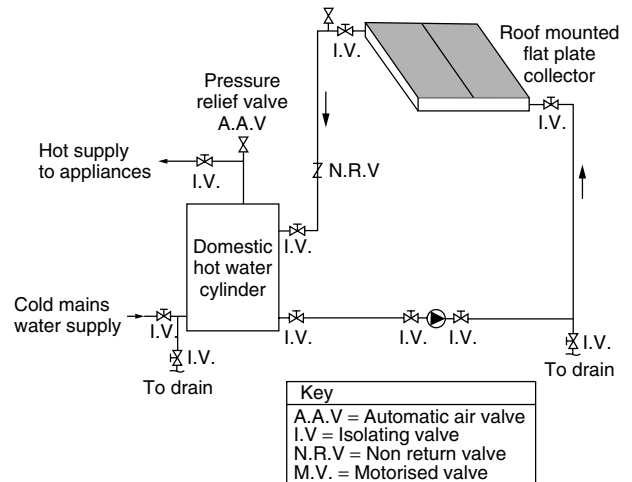 Roof mounted
flat plate
collector
I.V.
I.V.
Pressure
relief valve
A.A.V
Hot supply
to appliances
I.V.
N.R.V
I.V.
Domestic
hot water
cylinder
Cold mains
water supply
I.V.
I.V.
To drain
I.V.
I.V.
I.V.
I.V.
To drain
Key
A.A.V = Automatic air valve
I.V = Isolating valve
N.R.V = Non return valve
M.V. = Motorised valve